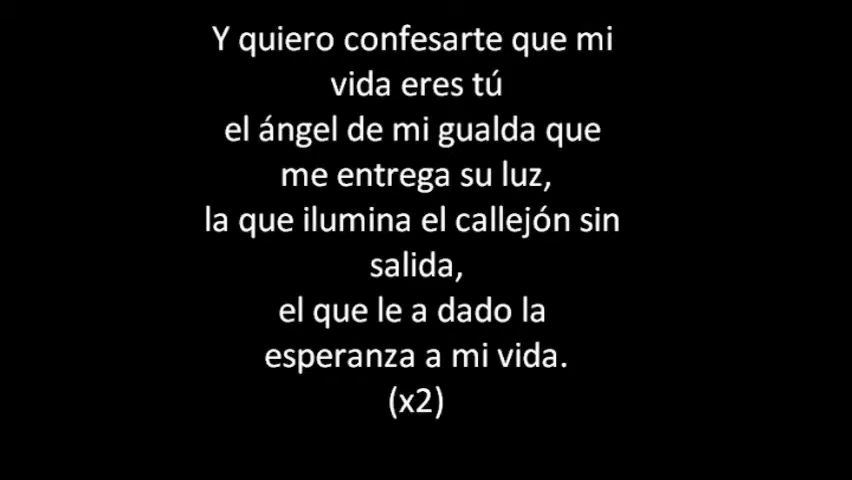 Y quiero confesarte que mi
vida eres tú
el ángel de mi gualda que
me entrega su luz,
la que ilumina el callejón sin
salida,
el que le a dado la
esperanza a mi vida.
(x2)